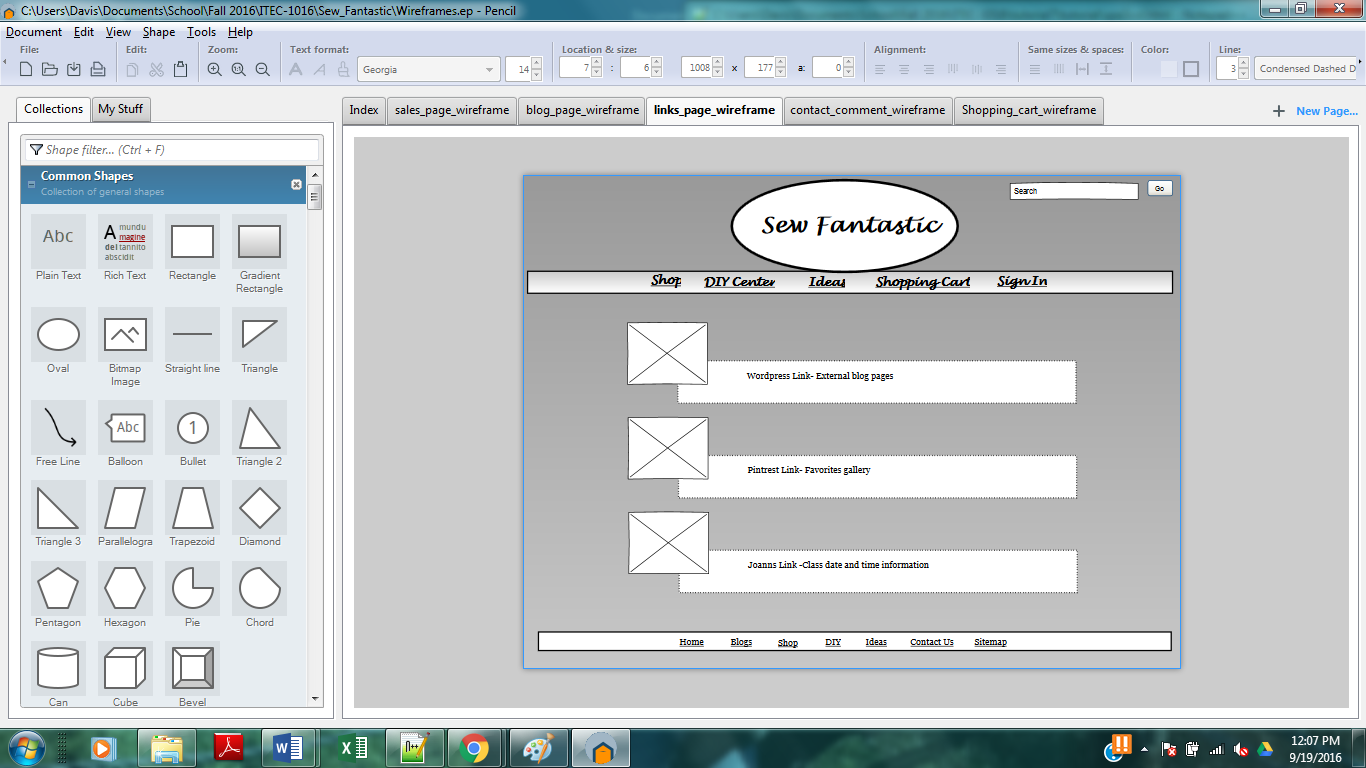 C:\Users\Davis\Documents\School\Fall 2016\ITEC-1016\Sew_Fantastic\Wireframes.ep - Pencil
Document Edit View Shape Tools Help
File: Edit: Zoom: Text format: Location & size: Alignment: Same sizes & spaces: Color: Line:
Georgia 14 7 : 6 1008 x 177 a: 0 3 Condensed Dashed D
Collections My Stuff
Index sales_page_wireframe blog_page_wireframe links_page_wireframe contact_comment_wireframe Shopping_cart_wireframe
+ New Page...
Shape filter... (Ctrl + F)
Common Shapes
Collection of general shapes
Abc
A mundu
magine
del tannito
abscidit
Plain Text Rich Text Rectangle Gradient Rectangle
Oval Bitmap Image Straight line Triangle
Abc 1
Free Line Balloon Bullet Triangle 2
Triangle 3 Parallelogra Trapezoid Diamond
Pentagon Hexagon Pie Chord
Can Cube Bevel
Search Go
Sew Fantastic
Shop DIY Center Ideas Shopping Cart Sign In
Wordpress Link- External blog pages
Pintrest Link- Favorites gallery
Joanns Link -Class date and time information
Home Blogs Shop DIY Ideas Contact Us Sitemap
12:07 PM
9/19/2016